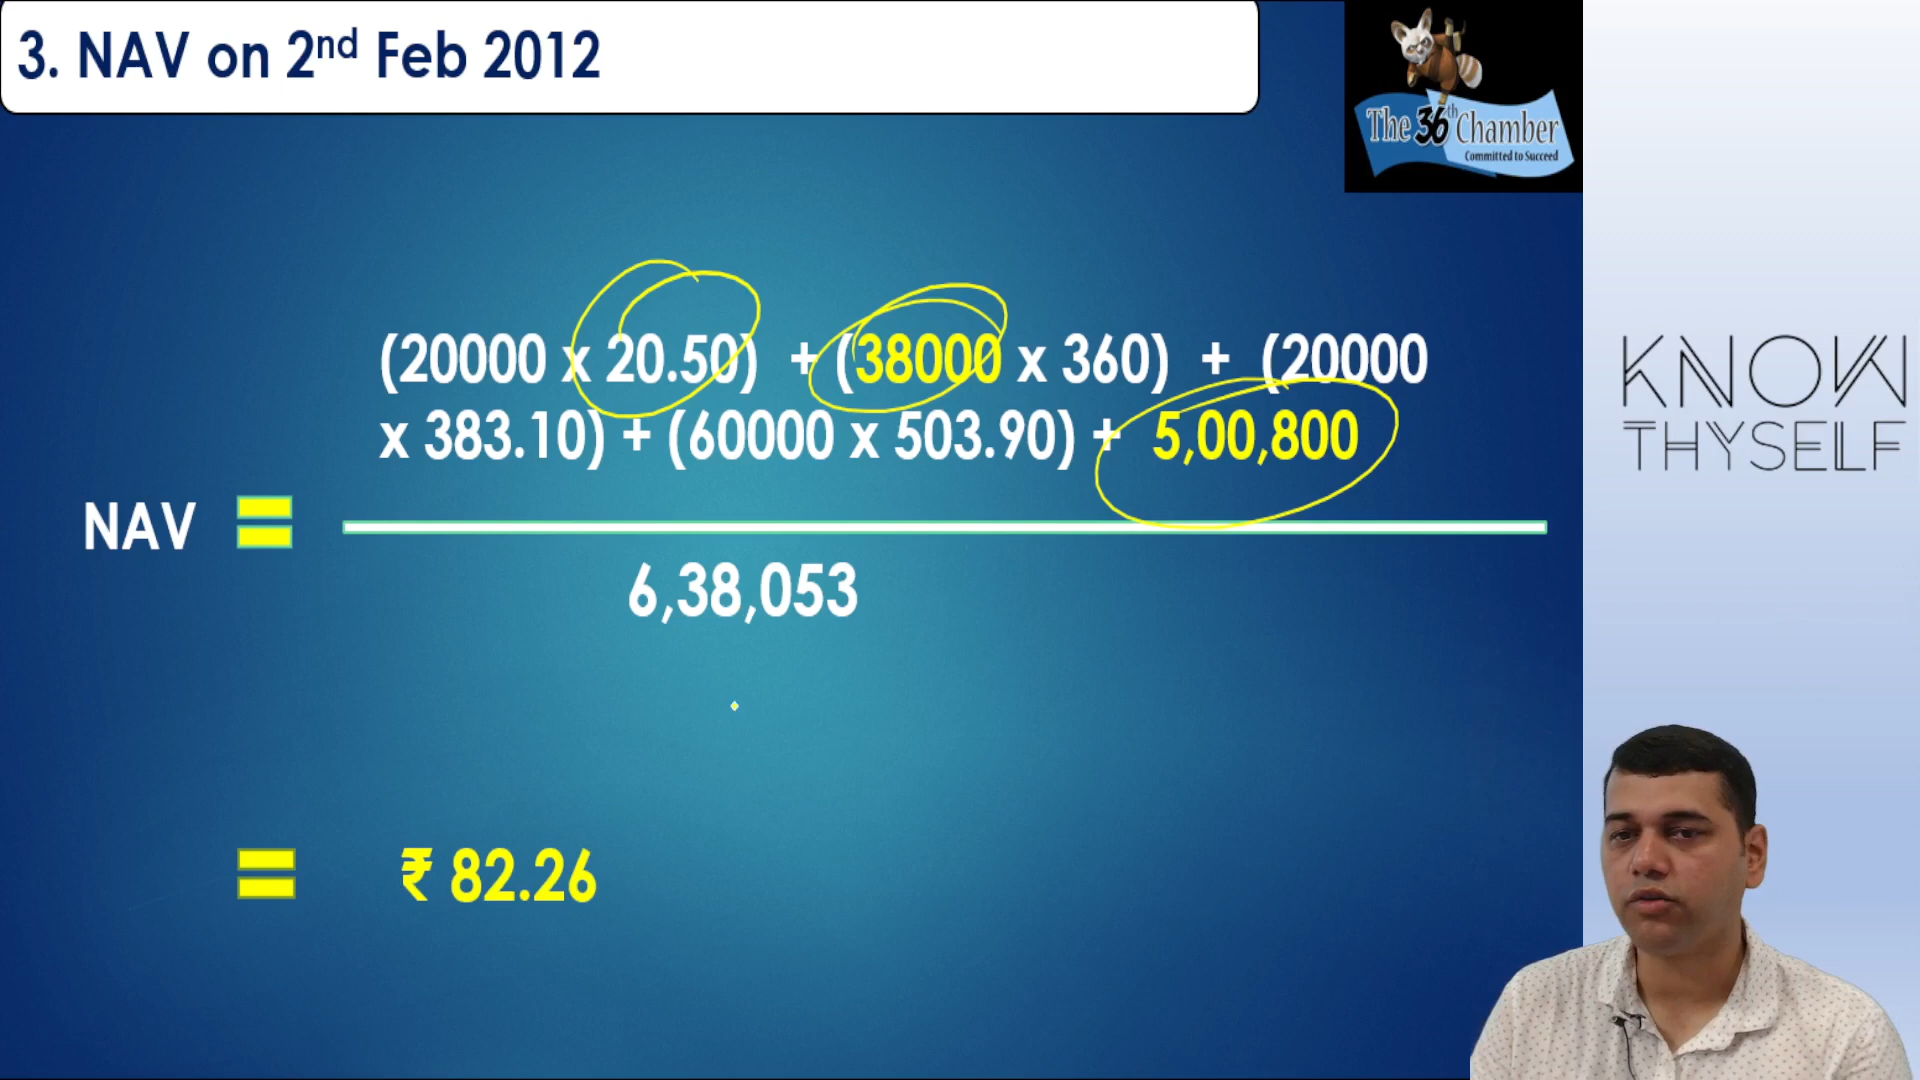 3. NAV on 2nd Feb 2012
The 36th Chamber
Committed to Succeed
(20000 x 20.50) + (38000 x 360) + (20000
x 383.10) + (60000 x 503.90) + 5,00,800
NAV =
6,38,053
= ₹ 82.26
KNOW
THYSELF